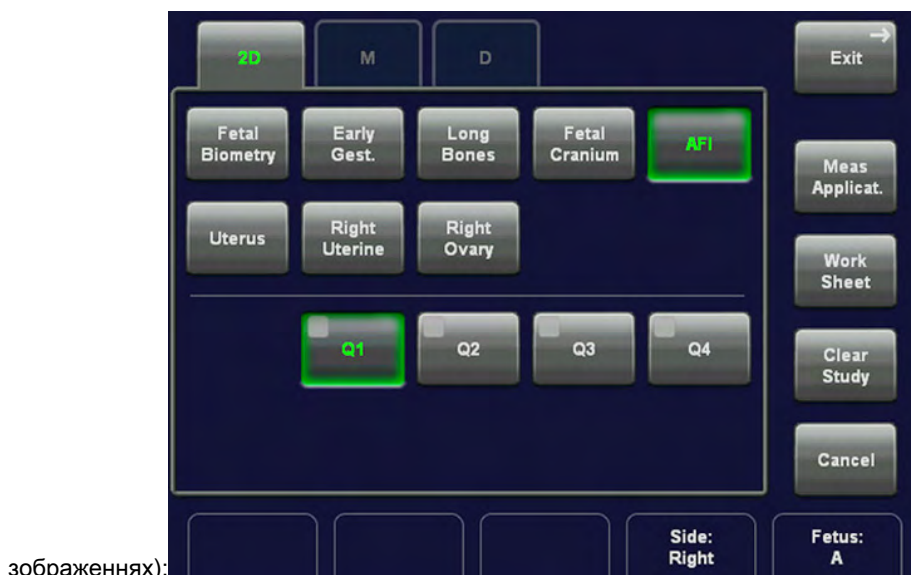 2D
M
D
Exit
Fetal
Biometry
Early
Gest.
Long
Bones
Fetal
Cranium
AFI
Meas
Applicat.
Uterus
Right
Uterine
Right
Ovary
Work
Sheet
Q1
Q2
Q3
Q4
Clear
Study
Cancel
Side:
Right
Fetus:
A
зображеннях):